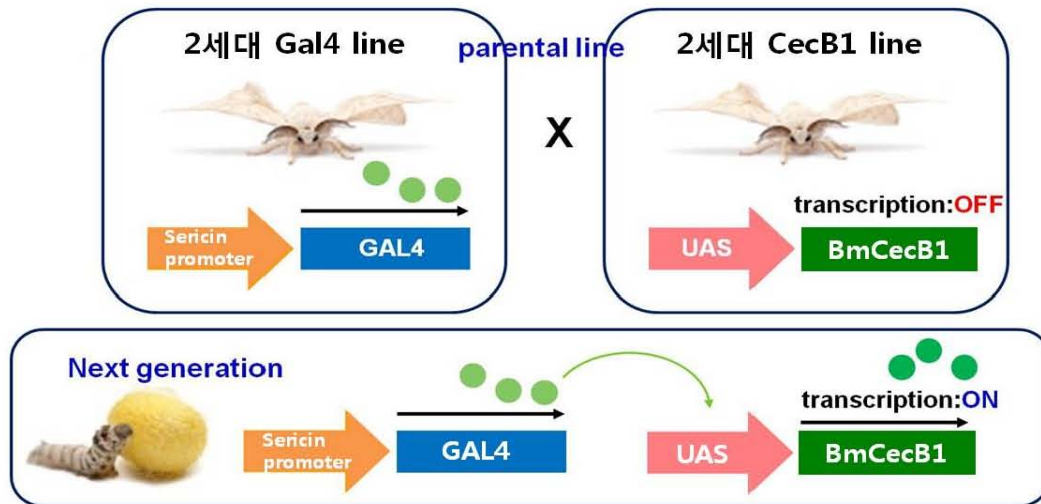 2세대 Gal4 line
parental line
2세대 CecB1 line
X
Sericin
promoter
GAL4
transcription:OFF
UAS
BmCecB1
Next generation
Sericin
promoter
GAL4
transcription:ON
UAS
BmCecB1